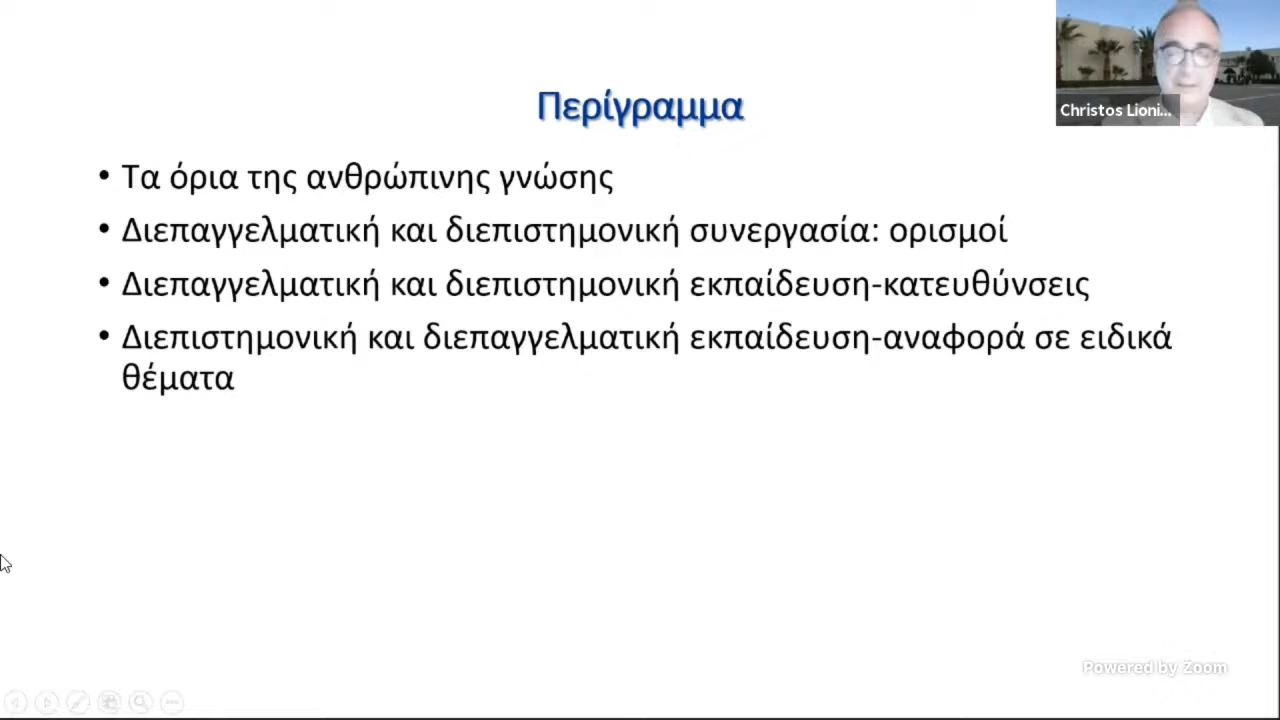 Περίγραμμα
Christos Lioni...
• Τα όρια της ανθρώπινης γνώσης
• Διεπαγγελματική και διεπιστημονική συνεργασία: ορισμοί
• Διεπαγγελματική και διεπιστημονική εκπαίδευση-κατευθύνσεις
• Διεπιστημονική και διεπαγγελματική εκπαίδευση-αναφορά σε ειδικά
θέματα
Powered by Zoom